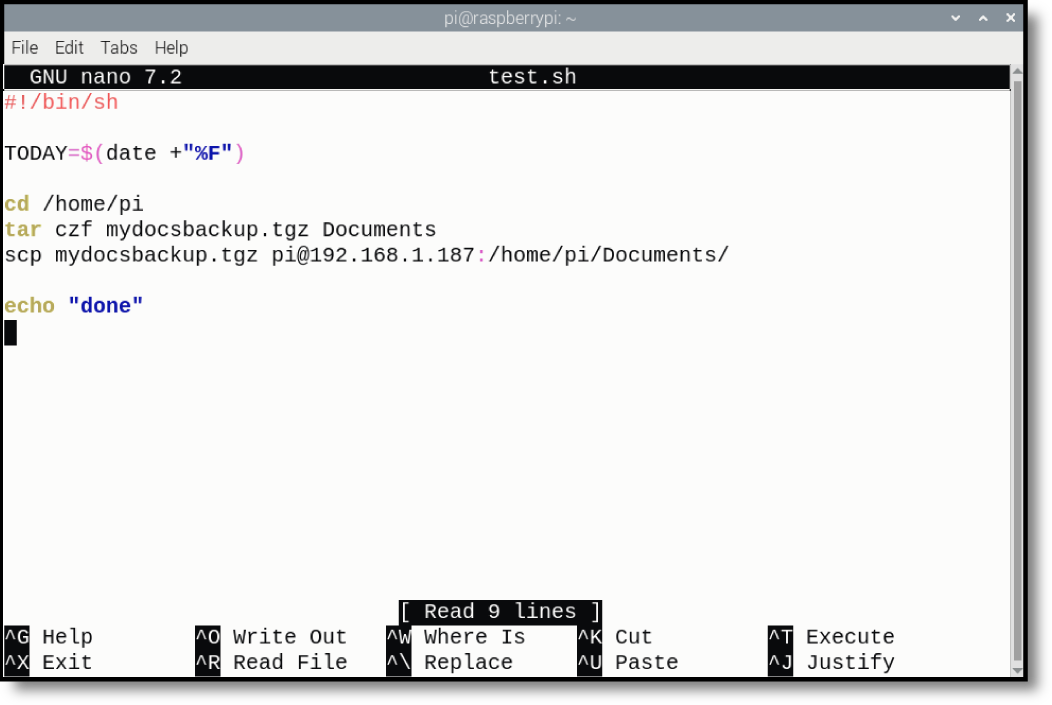 pi@raspberrypi: ~
File Edit Tabs Help
GNU nano 7.2 test.sh
#!/bin/sh
TODAY=$(date +"%F")
cd /home/pi
tar czf mydocsbackup.tgz Documents
scp mydocsbackup.tgz pi@192.168.1.187:/home/pi/Documents/
echo "done"
[ Read 9 lines ]
^G Help ^O Write Out ^W Where Is ^K Cut ^T Execute
^X Exit ^R Read File ^\ Replace ^U Paste ^J Justify